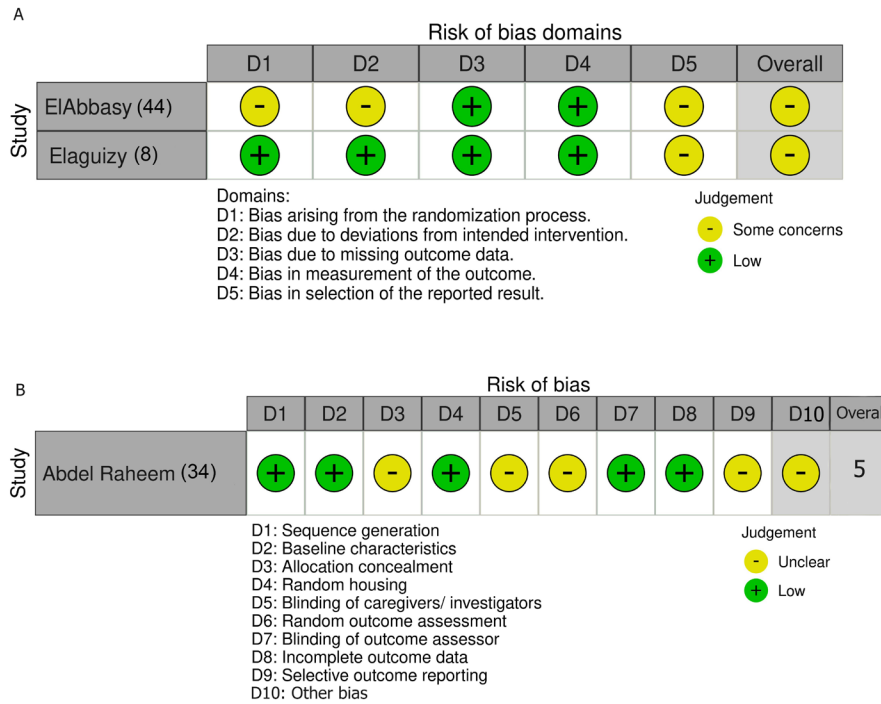 A
Risk of bias domains
D1 D2 D3 D4 D5 Overall
Study
ElAbbasy (44) - - + + - -
Elaguizy (8) + + + + - -
Domains:
D1: Bias arising from the randomization process.
D2: Bias due to deviations from intended intervention.
D3: Bias due to missing outcome data.
D4: Bias in measurement of the outcome.
D5: Bias in selection of the reported result.
Judgement
- Some concerns
+ Low
B
Risk of bias
D1 D2 D3 D4 D5 D6 D7 D8 D9 D10 Overal
Study
Abdel Raheem (34) + + - + - - + + - - 5
D1: Sequence generation
D2: Baseline characteristics
D3: Allocation concealment
D4: Random housing
D5: Blinding of caregivers/ investigators
D6: Random outcome assessment
D7: Blinding of outcome assessor
D8: Incomplete outcome data
D9: Selective outcome reporting
D10: Other bias
Judgement
- Unclear
+ Low